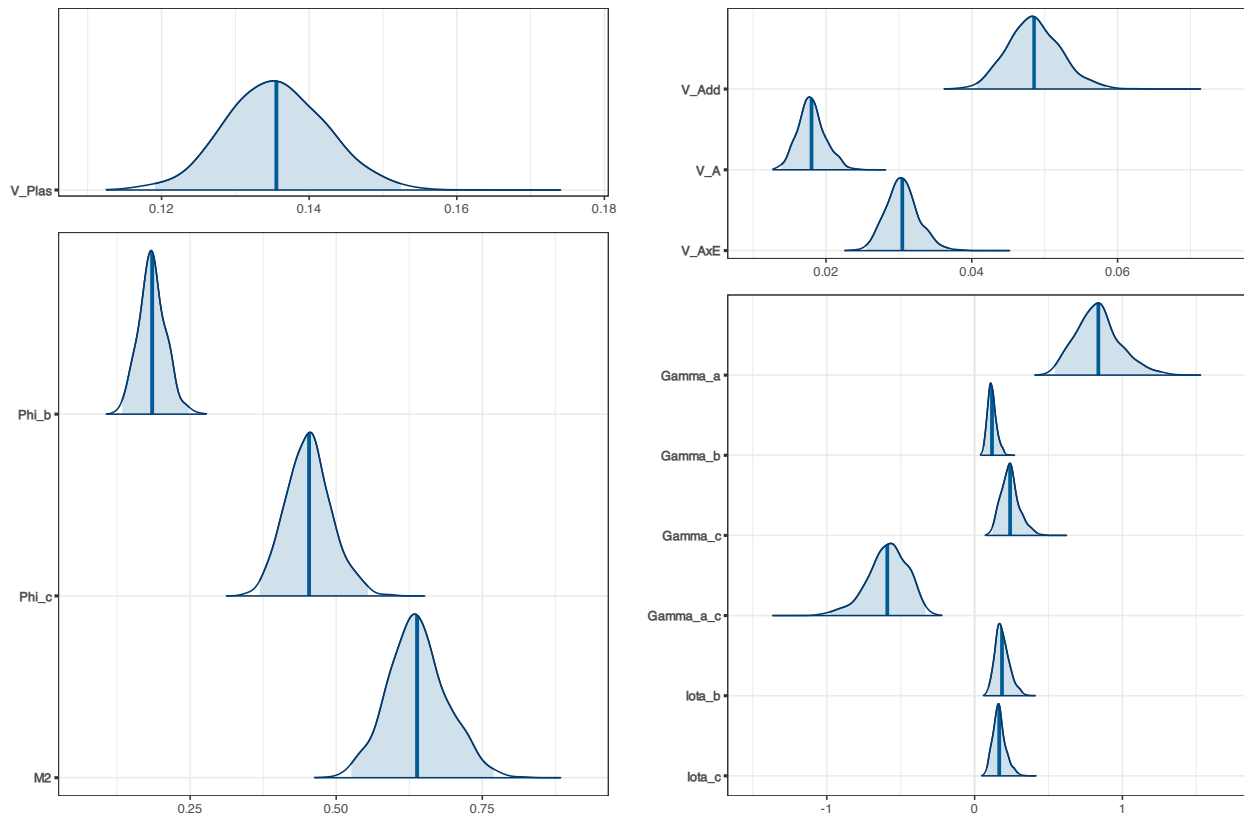 V_Plas
0.12 0.14 0.16 0.18
Phi_b
Phi_c
M2
0.25 0.50 0.75
V_Add
V_A
V_AxE
0.02 0.04 0.06
Gamma_a
Gamma_b
Gamma_c
Gamma_a_c
Iota_b
Iota_c
-1 0 1